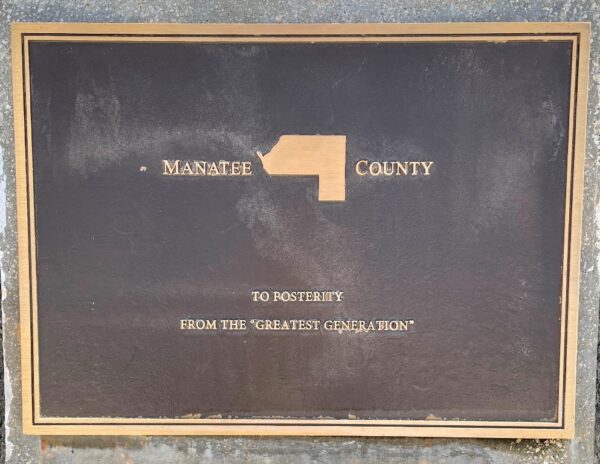 MANATEE COUNTY
TO POSTERITY
FROM THE "GREATEST GENERATION"